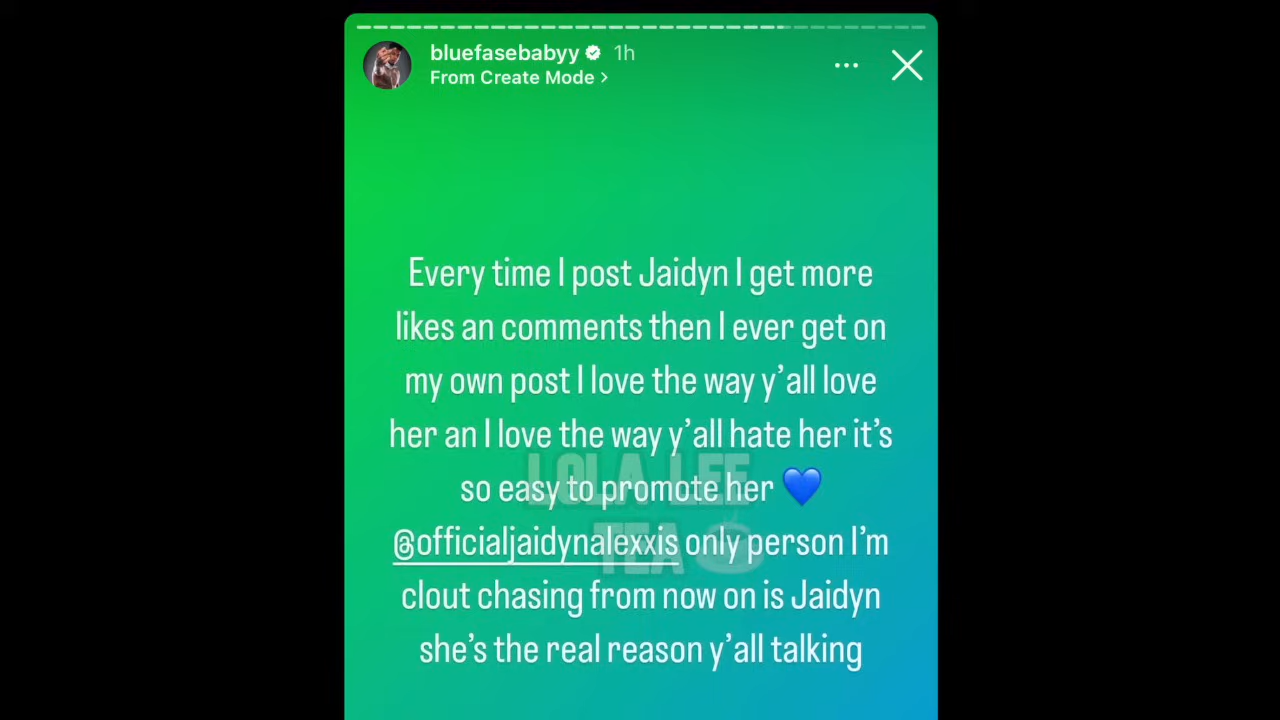 bluefasebabyy 1h
From Create Mode >
Every time I post Jaidyn I get more
likes an comments then I ever get on
my own post I love the way y’all love
her an I love the way y’all hate her it’s
so easy to promote her 💙
@officialjaidynalexxis only person I’m
clout chasing from now on is Jaidyn
she’s the real reason y’all talking
LOLA LEE
TEA